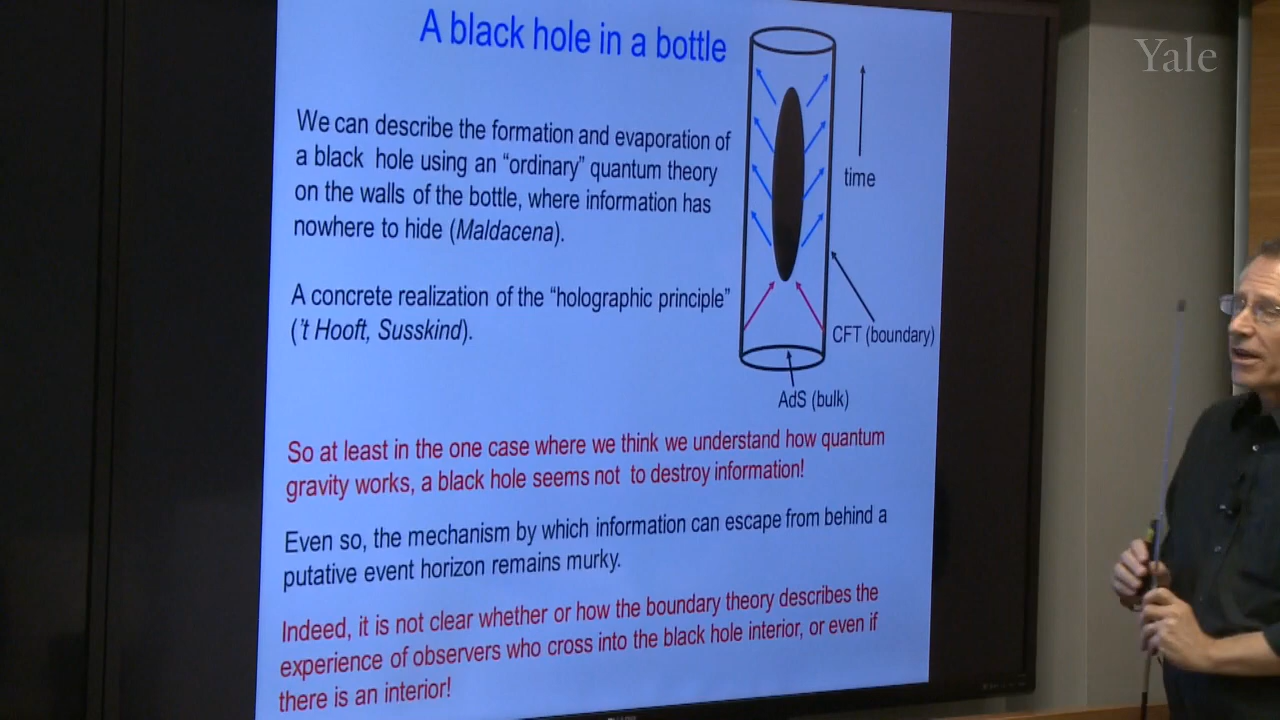 A black hole in a bottle
Yale
We can describe the formation and evaporation of
a black hole using an “ordinary” quantum theory
on the walls of the bottle, where information has
nowhere to hide (Maldacena).
time
A concrete realization of the “holographic principle”
(’t Hooft, Susskind).
CFT (boundary)
AdS (bulk)
So at least in the one case where we think we understand how quantum
gravity works, a black hole seems not to destroy information!
Even so, the mechanism by which information can escape from behind a
putative event horizon remains murky.
Indeed, it is not clear whether or how the boundary theory describes the
experience of observers who cross into the black hole interior, or even if
there is an interior!